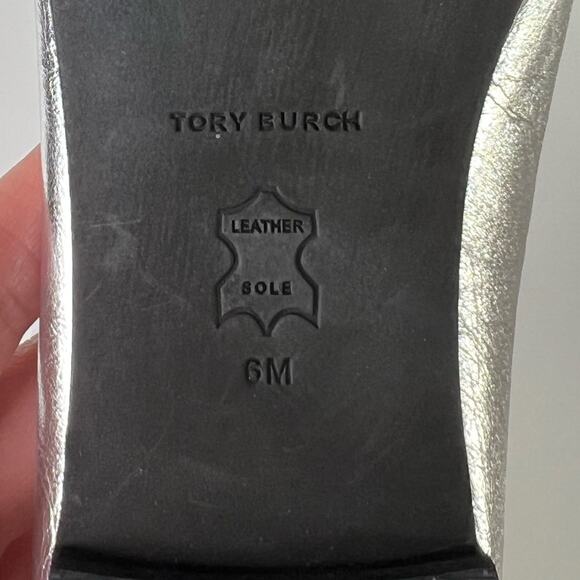 TORY BURCH
LEATHER
SOLE
6M